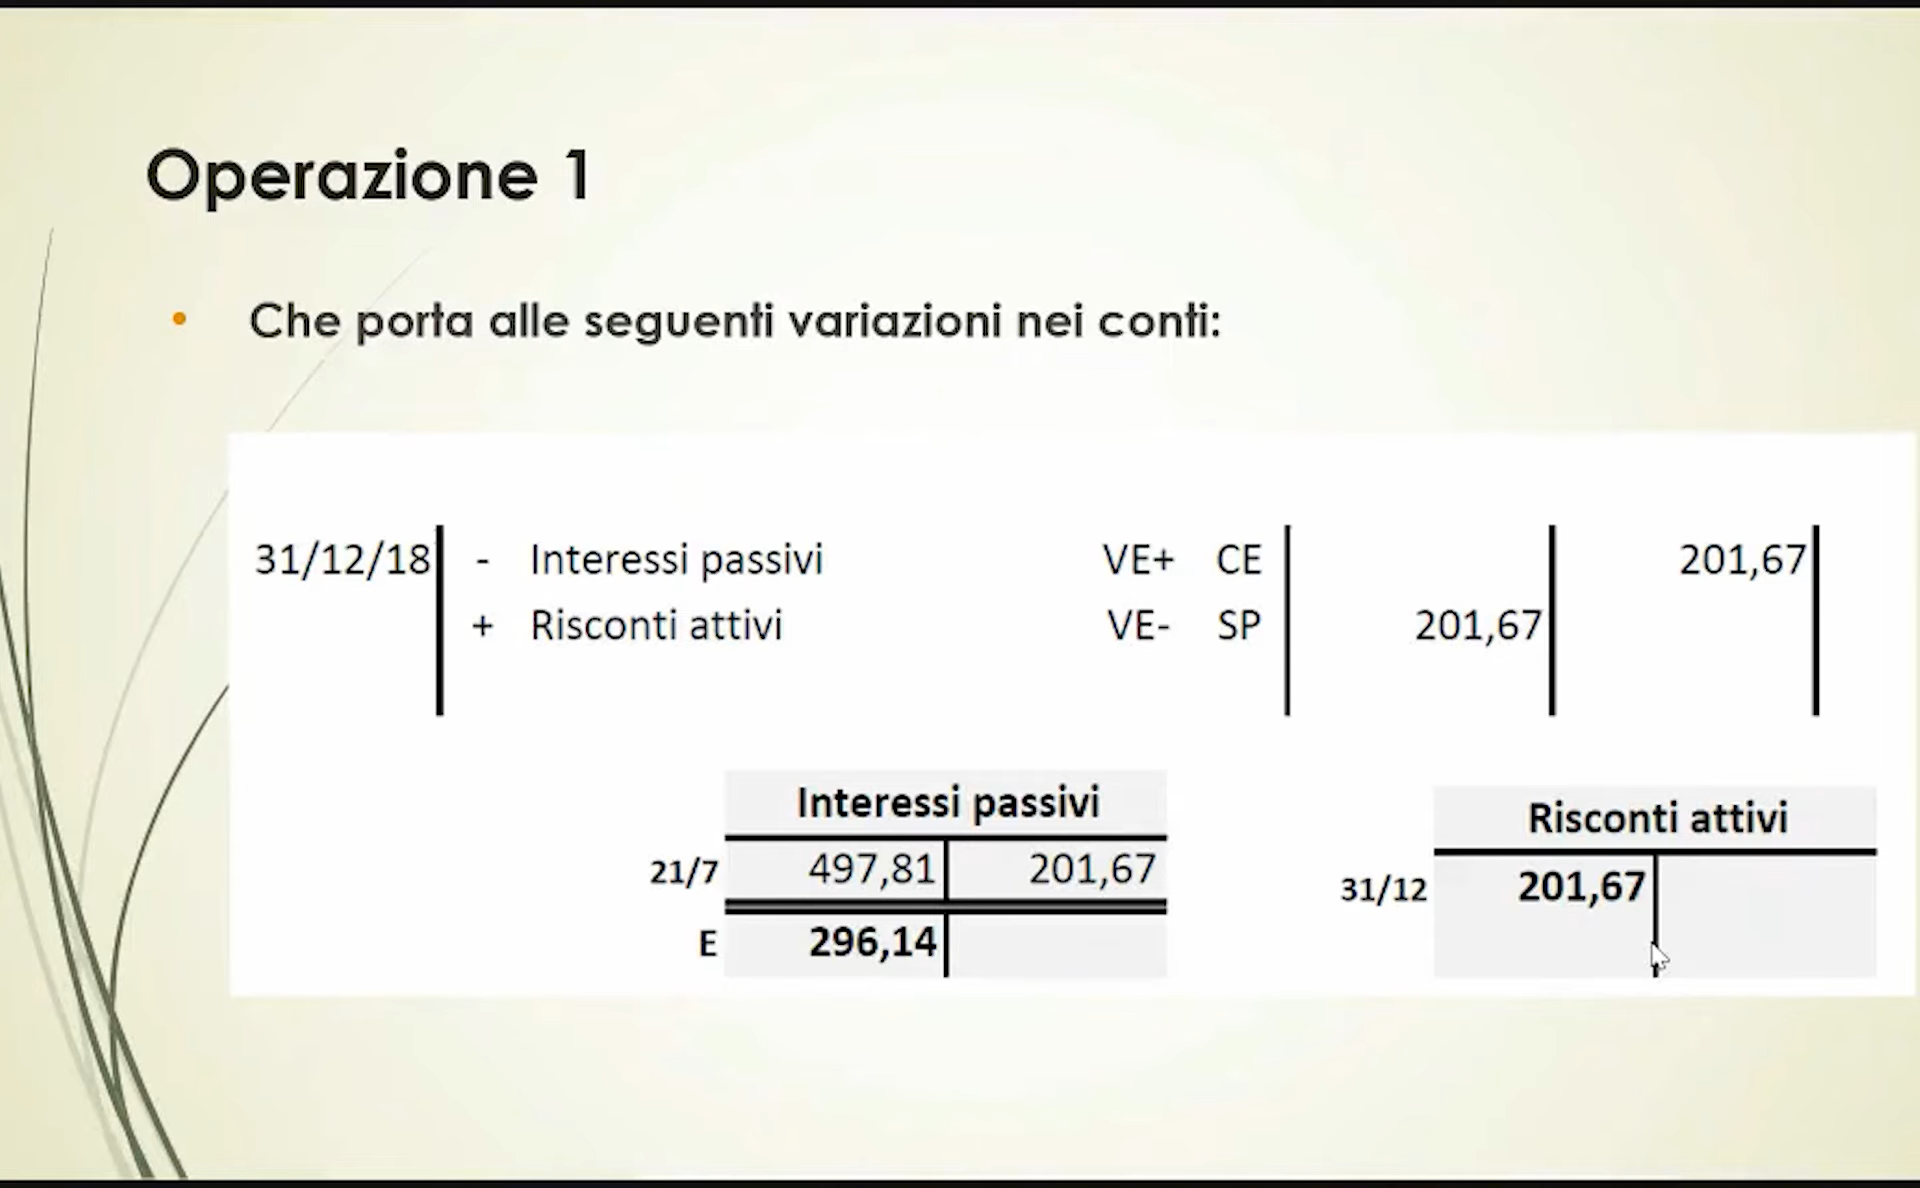 Operazione 1
• Che porta alle seguenti variazioni nei conti:
31/12/18 - Interessi passivi VE+ CE 201,67
+ Risconti attivi VE- SP 201,67
Interessi passivi
21/7 497,81 201,67
E 296,14
Risconti attivi
31/12 201,67